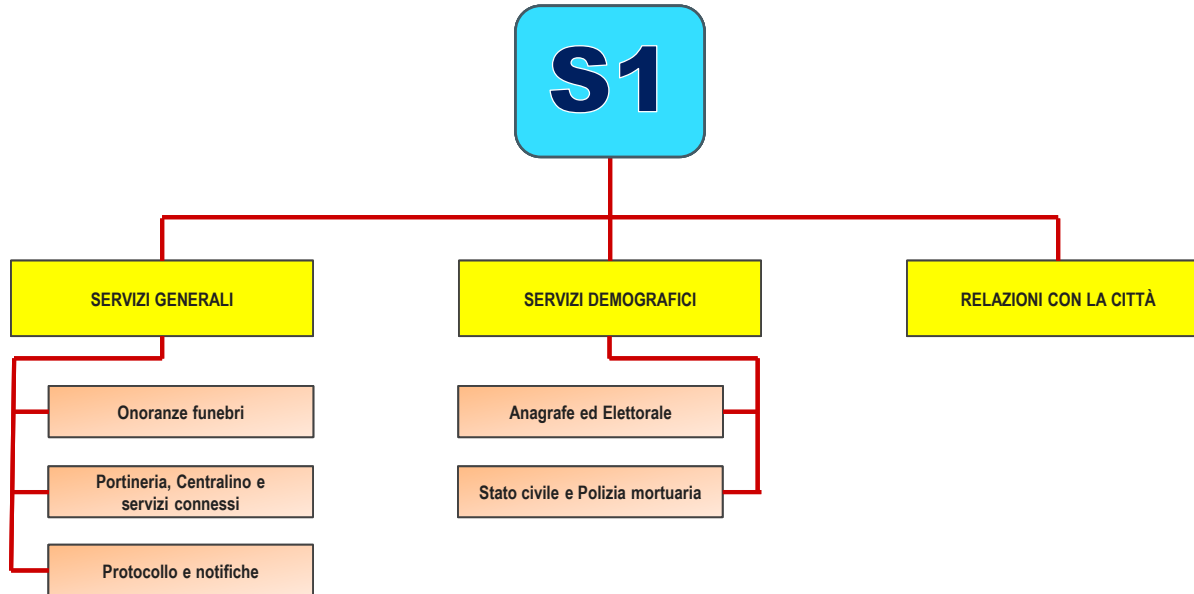 S1
SERVIZI GENERALI
SERVIZI DEMOGRAFICI
RELAZIONI CON LA CITTÀ
Onoranze funebri
Portineria, Centralino e
servizi connessi
Protocollo e notifiche
Anagrafe ed Elettorale
Stato civile e Polizia mortuaria